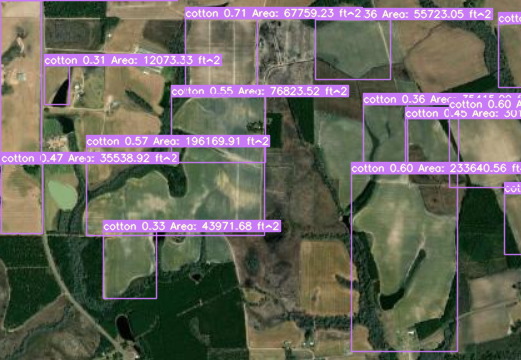 cotton 0.71 Area: 67759.23 ft^2
36 Area: 55723.05 ft^2
cotton 0.31 Area: 12073.33 ft^2
cotton 0.55 Area: 76823.52 ft^2
cotton 0.36 Area:
cotton 0.60 A
cotton 0.45 Area:
cotton 0.57 Area: 196169.91 ft^2
cotton 0.47 Area: 35538.92 ft^2
cotton 0.60 Area: 233640.56 ft^
cotton 0.33 Area: 43971.68 ft^2